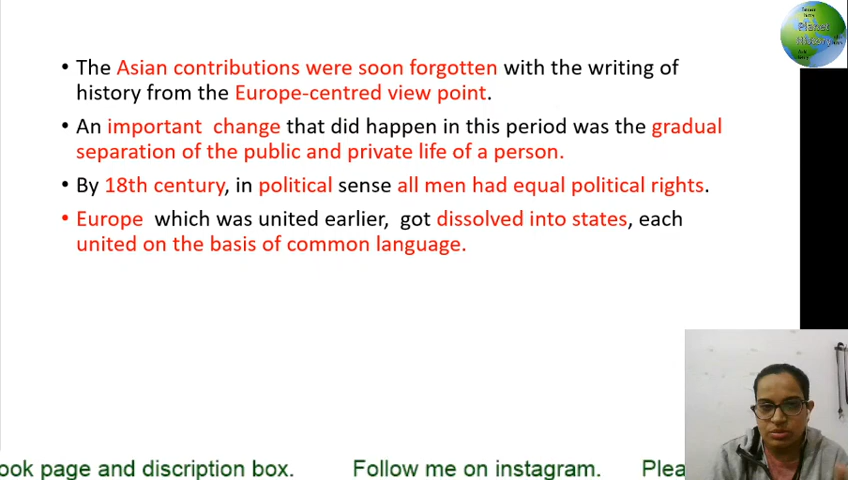 • The Asian contributions were soon forgotten with the writing of
history from the Europe-centred view point.
• An important change that did happen in this period was the gradual
separation of the public and private life of a person.
• By 18th century, in political sense all men had equal political rights.
• Europe which was united earlier, got dissolved into states, each
united on the basis of common language.
Planet
History
ook page and discription box. Follow me on instagram. Plea